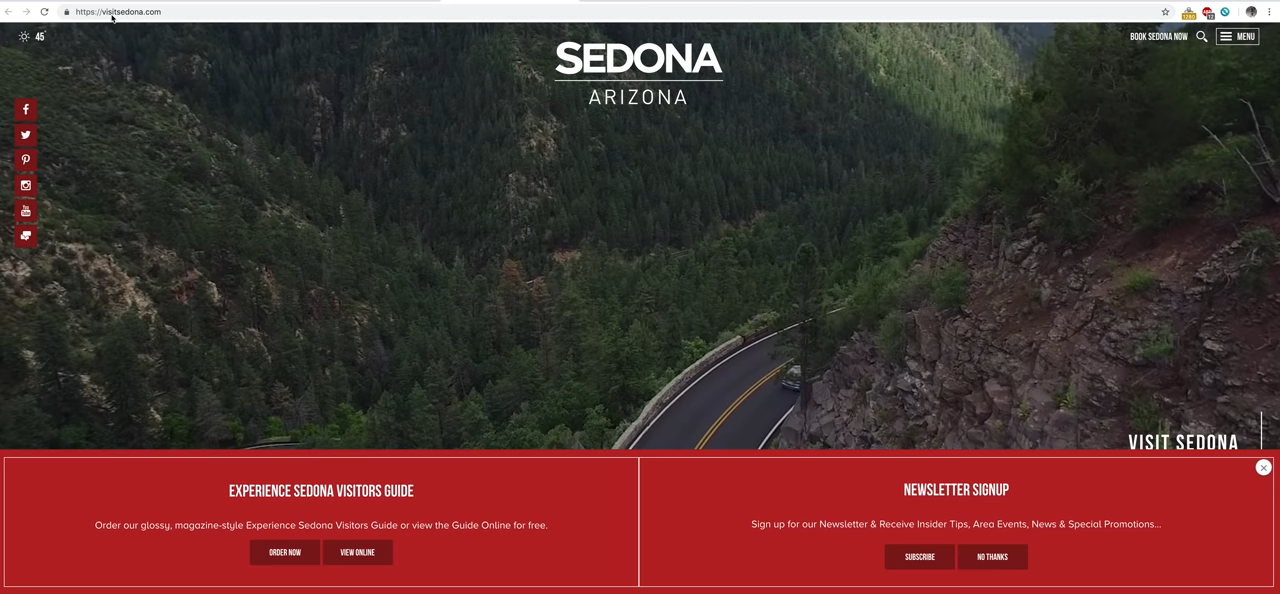 https://visitsedona.com
45°
BOOK SEDONA NOW
MENU
SEDONA
ARIZONA
You
Tube
VISIT SEDONA
EXPERIENCE SEDONA VISITORS GUIDE
Order our glossy, magazine-style Experience Sedona Visitors Guide or view the Guide Online for free.
ORDER NOW
VIEW ONLINE
NEWSLETTER SIGNUP
Sign up for our Newsletter & Receive Insider Tips, Area Events, News & Special Promotions...
SUBSCRIBE
NO THANKS